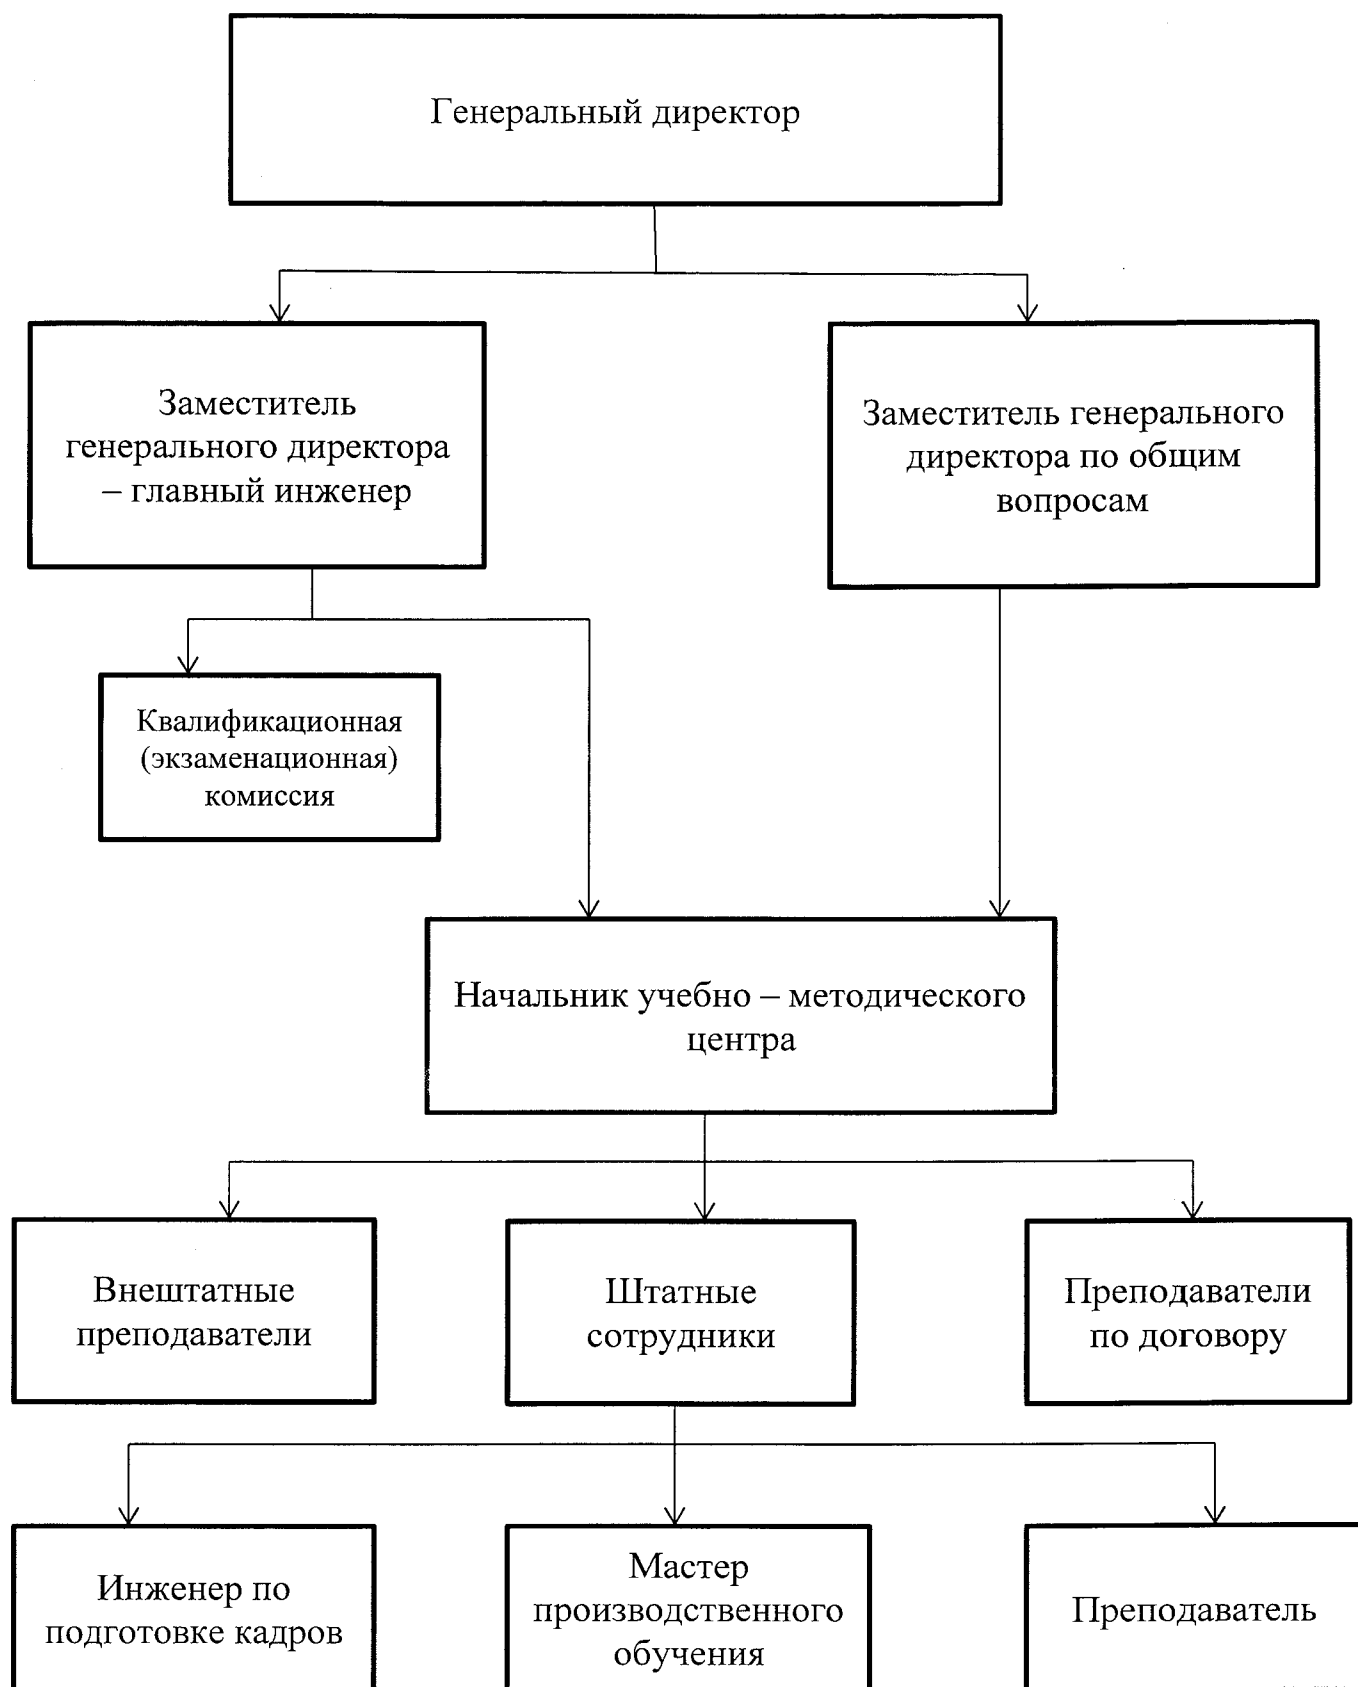 Генеральный директор
Заместитель
генерального директора
– главный инженер
Заместитель генерального
директора по общим
вопросам
Квалификационная
(экзаменационная)
комиссия
Начальник учебно – методического
центра
Внештатные
преподаватели
Штатные
сотрудники
Преподаватели
по договору
Инженер по
подготовке кадров
Мастер
производственного
обучения
Преподаватель